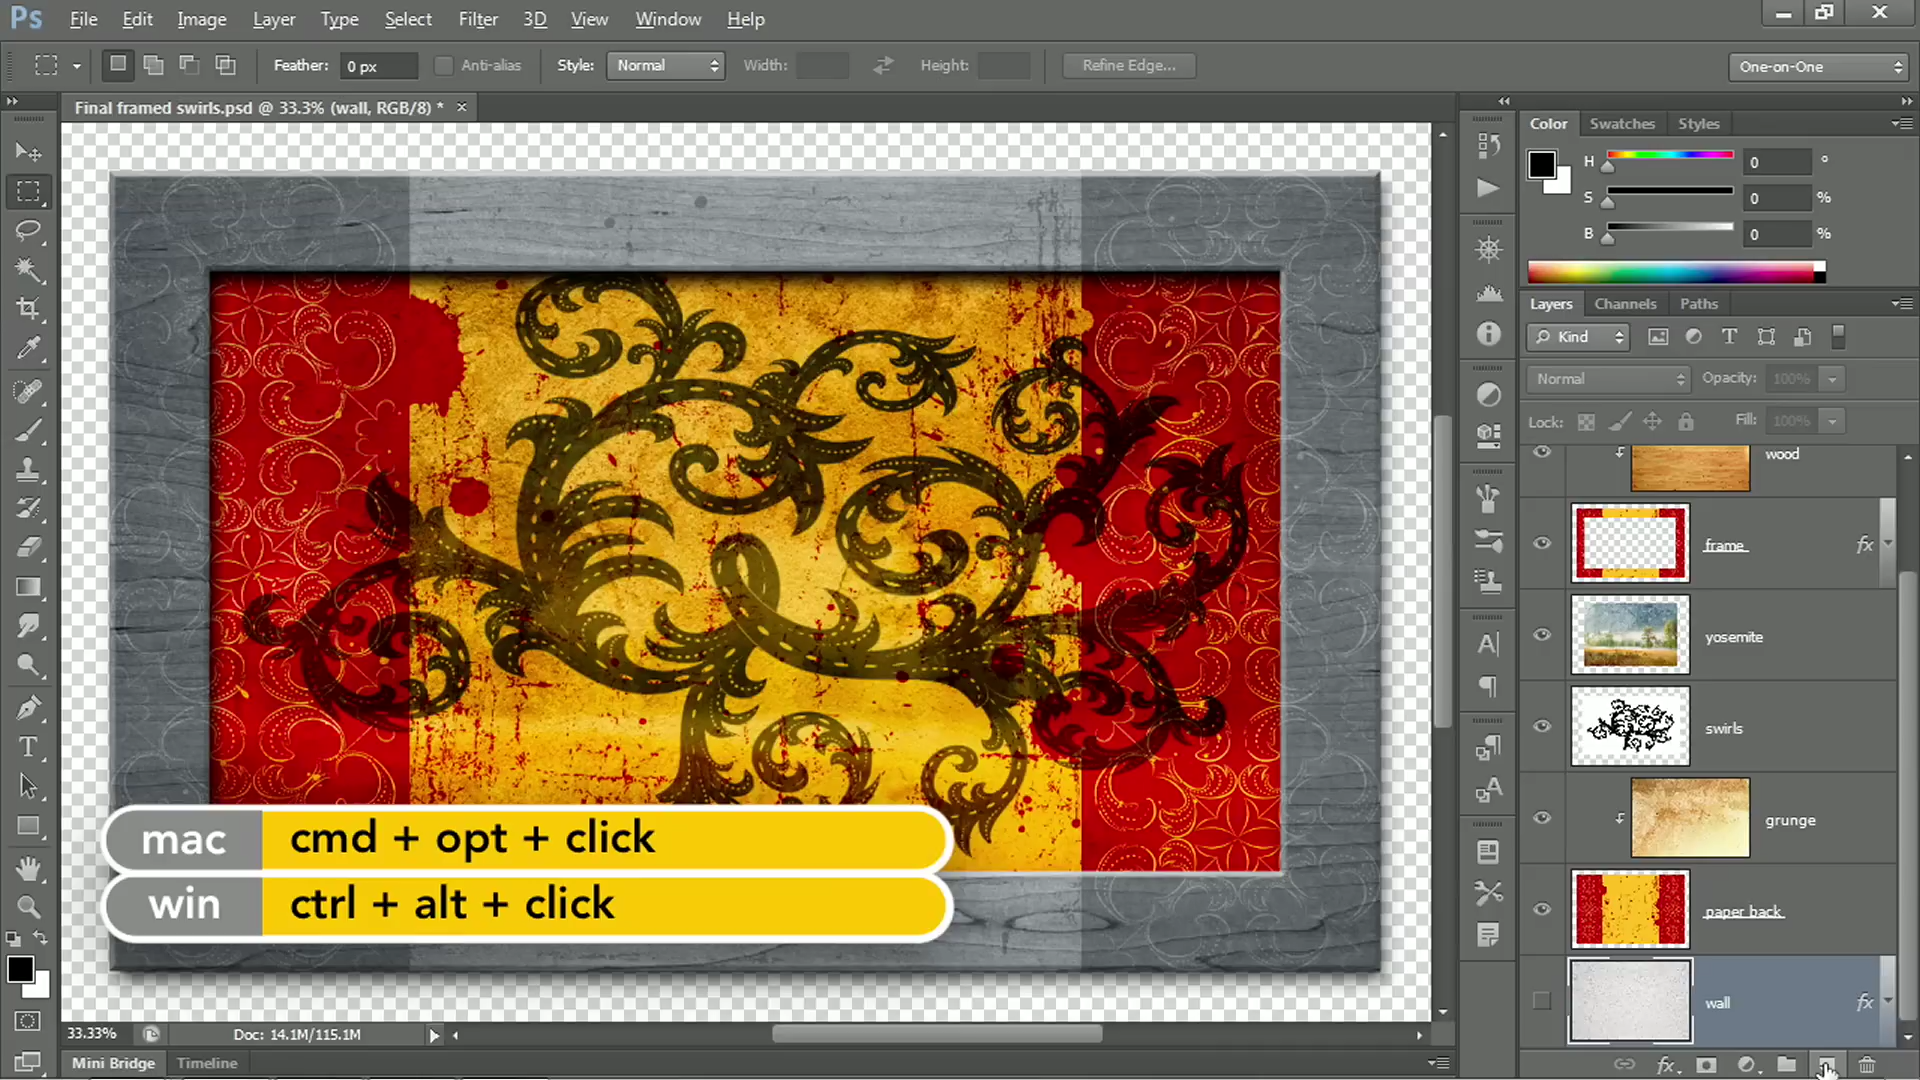 Ps File Edit Image Layer Type Select Filter 3D View Window Help
Feather: 0 px Anti-alias Style: Normal Width: Height: Refine Edge... One-on-One
Final framed swirls.psd @ 33.3% (wall, RGB/8) * ×
Color Swatches Styles
H 0 °
S 0 %
B 0 %
Layers Channels Paths
Kind
Normal Opacity: 100%
Lock: Fill: 100%
wood
frame fx
yosemite
swirls
grunge
paper back
wall fx
mac cmd + opt + click
win ctrl + alt + click
33.33% Doc: 14.1M/115.1M
Mini Bridge Timeline
fx